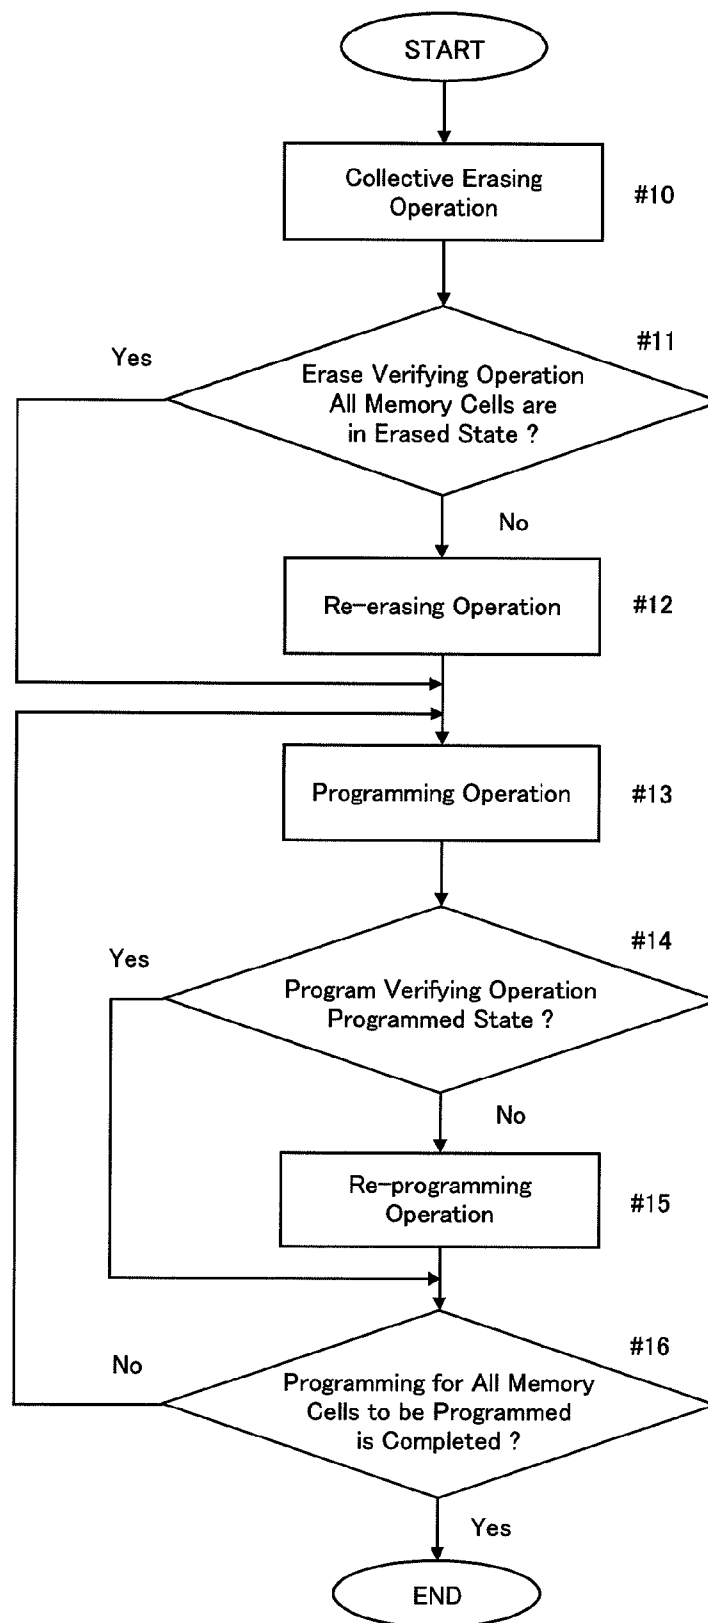 START
Collective Erasing
Operation
#10
#11
Yes
Erase Verifying Operation
All Memory Cells are
in Erased State ?
No
Re-erasing Operation
#12
Programming Operation
#13
#14
Yes
Program Verifying Operation
Programmed State ?
No
Re-programming
Operation
#15
#16
No
Programming for All Memory
Cells to be Programmed
is Completed ?
Yes
END